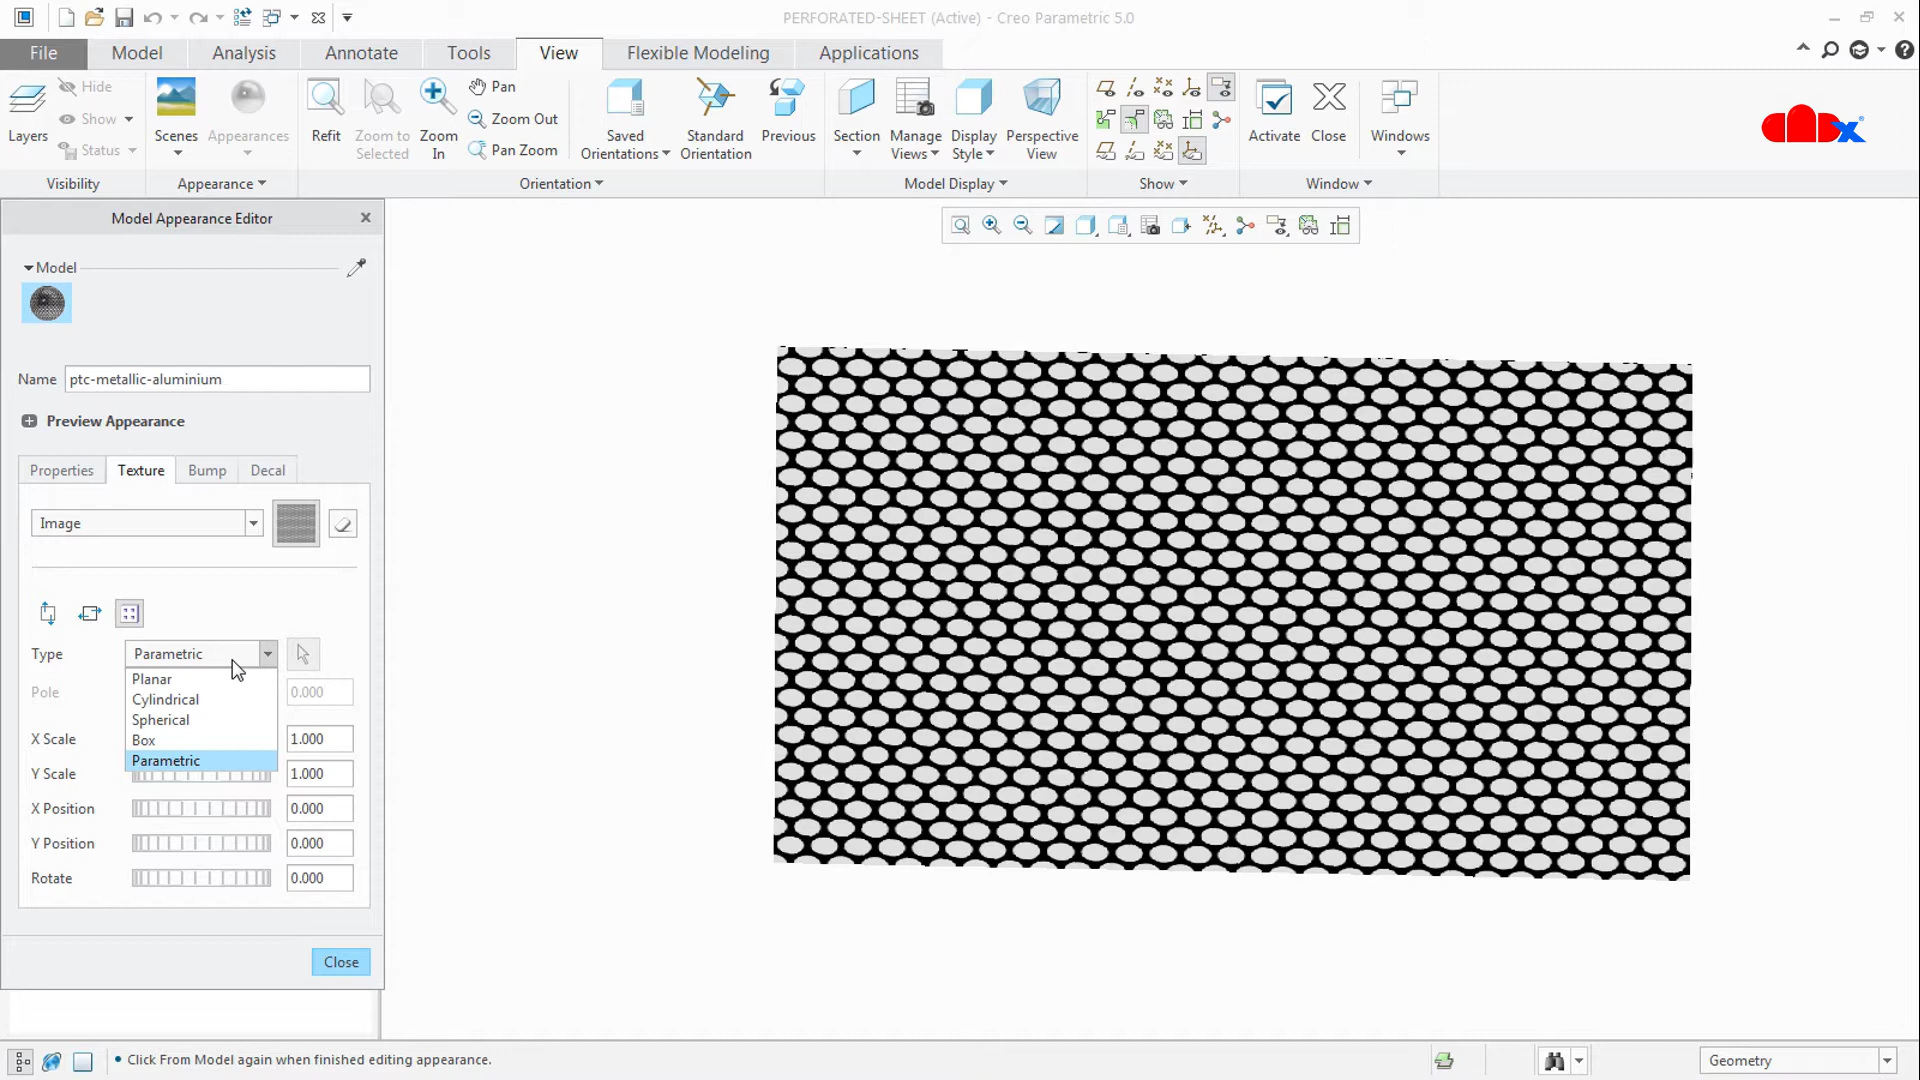 PERFORATED-SHEET (Active) - Creo Parametric 5.0
File
Model
Analysis
Annotate
Tools
View
Flexible Modeling
Applications
Layers
Hide
Show
Status
Visibility
Scenes
Appearances
Appearance
Refit
Zoom to
Selected
Zoom
In
Pan
Zoom Out
Pan Zoom
Saved
Orientations
Standard
Orientation
Previous
Orientation
Section
Manage
Views
Display
Style
Perspective
View
Model Display
Show
Activate
Close
Windows
Window
Model Appearance Editor
Model
Name
ptc-metallic-aluminium
Preview Appearance
Properties
Texture
Bump
Decal
Image
Type
Parametric
Planar
Cylindrical
Spherical
Box
Parametric
Pole
0.000
X Scale
1.000
Y Scale
1.000
X Position
0.000
Y Position
0.000
Rotate
0.000
Close
Click From Model again when finished editing appearance.
Geometry